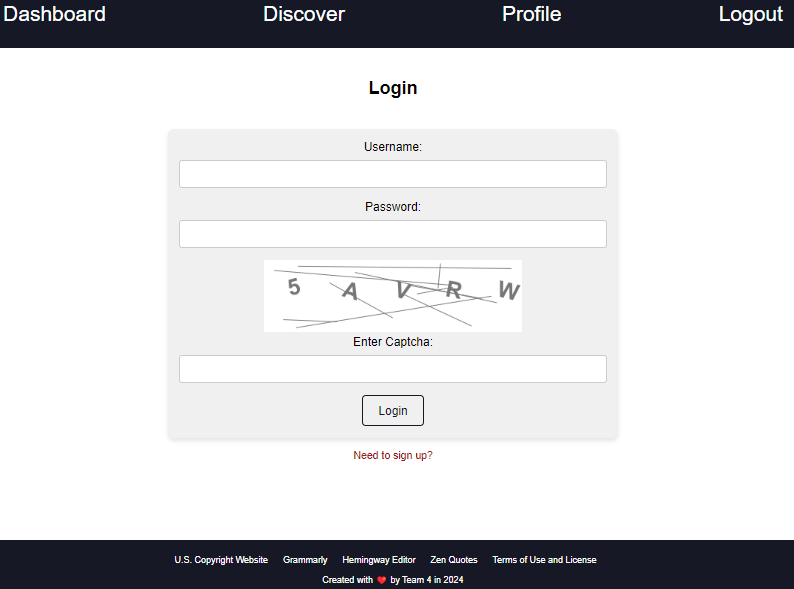 Dashboard Discover Profile Logout
Login
Username:
Password:
5 A V R W
Enter Captcha:
Login
Need to sign up?
U.S. Copyright Website Grammarly Hemingway Editor Zen Quotes Terms of Use and License
Created with ❤️ by Team 4 in 2024